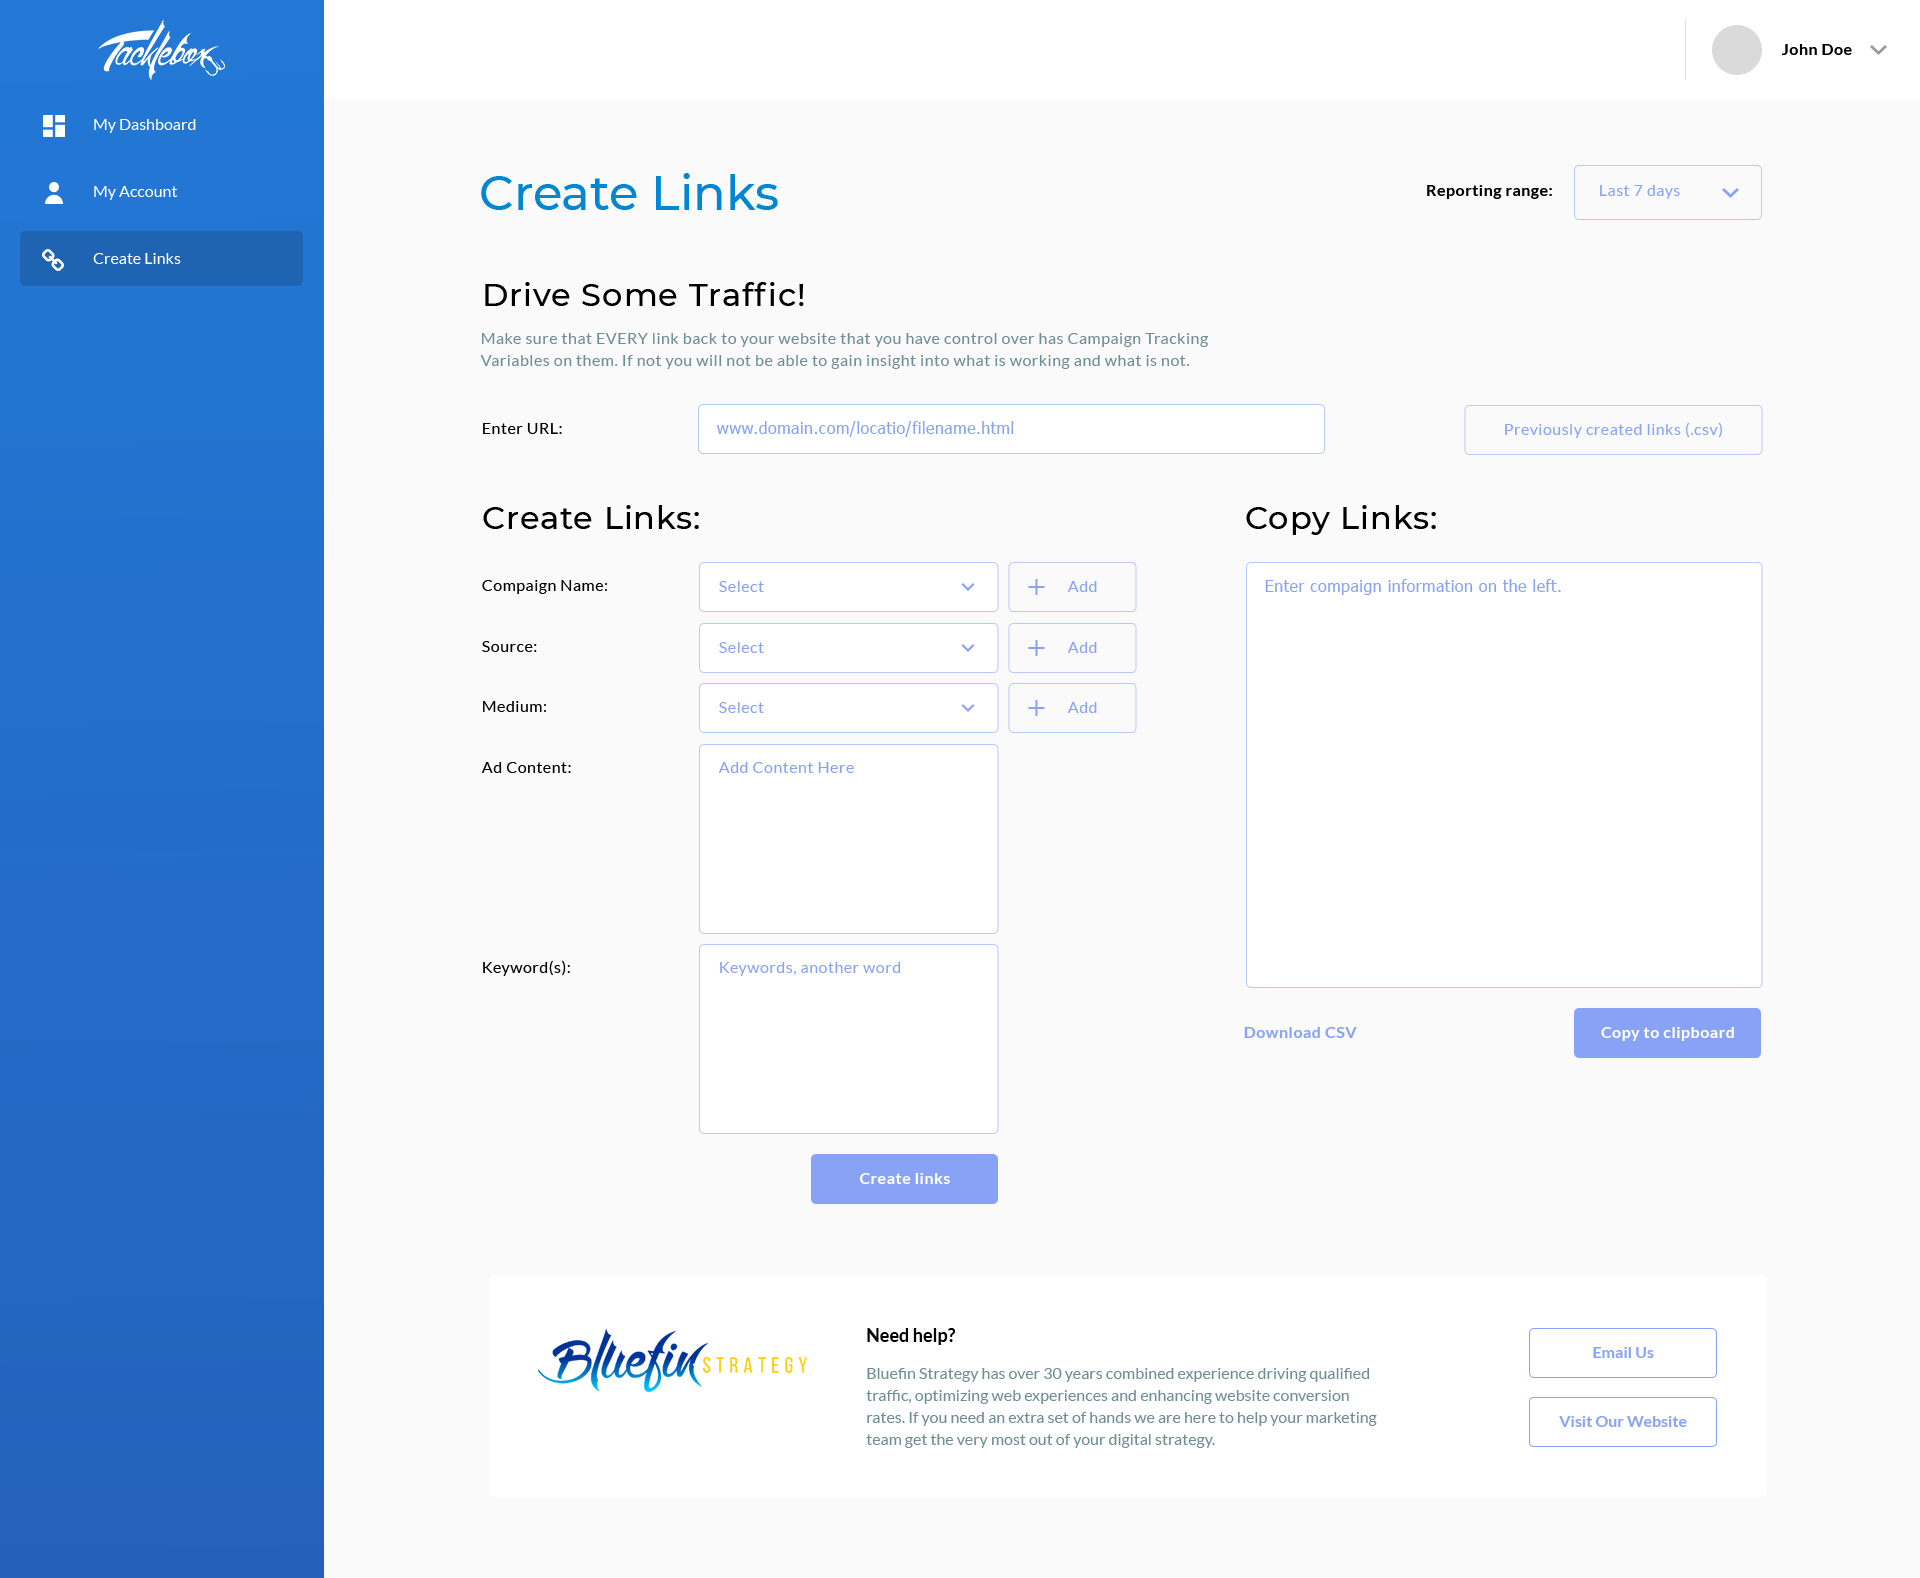 Tacklebox
My Dashboard
My Account
Create Links
John Doe
Create Links
Reporting range:
Last 7 days
Drive Some Traffic!
Make sure that EVERY link back to your website that you have control over has Campaign Tracking
Variables on them. If not you will not be able to gain insight into what is working and what is not.
Enter URL:
www.domain.com/locatio/filename.html
Previously created links (.csv)
Create Links:
Compaign Name:
Select
Add
Source:
Select
Add
Medium:
Select
Add
Ad Content:
Add Content Here
Keyword(s):
Keywords, another word
Create links
Copy Links:
Enter compaign information on the left.
Download CSV
Copy to clipboard
Bluefin STRATEGY
Need help?
Bluefin Strategy has over 30 years combined experience driving qualified
traffic, optimizing web experiences and enhancing website conversion
rates. If you need an extra set of hands we are here to help your marketing
team get the very most out of your digital strategy.
Email Us
Visit Our Website